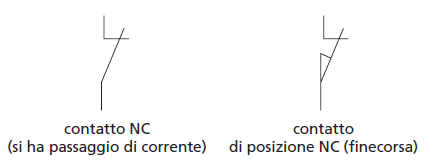 contatto NC
(si ha passaggio di corrente)
contatto
di posizione NC (finecorsa)